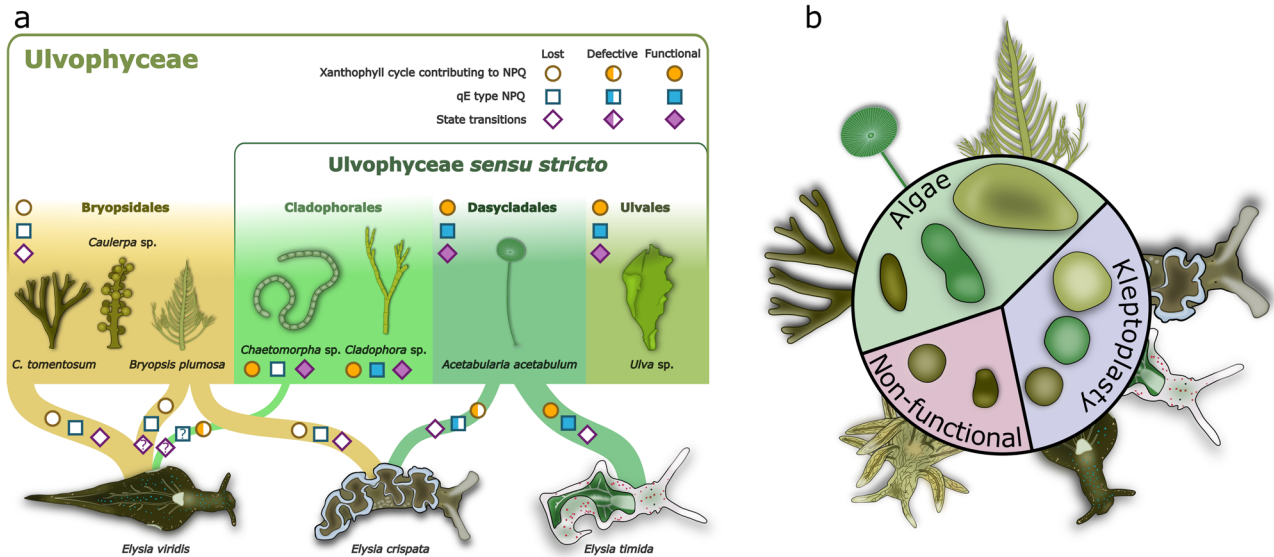 a
Ulvophyceae
Lost Defective Functional
Xanthophyll cycle contributing to NPQ
qE type NPQ
State transitions
Ulvophyceae sensu stricto
Bryopsidales
Cladophorales
Dasycladales
Ulvales
Caulerpa sp.
C. tomentosum
Bryopsis plumosa
Chaetomorpha sp.
Cladophora sp.
Acetabularia acetabulum
Ulva sp.
? ? ?
Elysia viridis
Elysia crispata
Elysia timida
b
Algae
Kleptoplasty
Non-functional